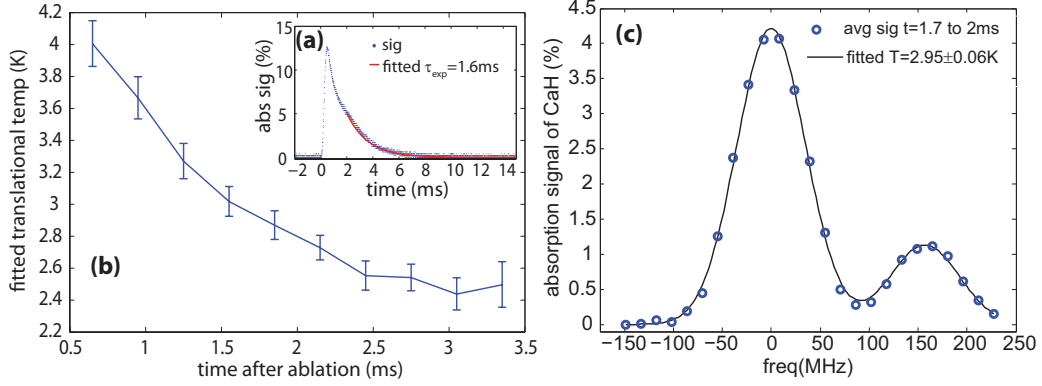 (a)
sig
fitted τexp=1.6ms
abs sig (%)
15
10
5
0
−2 0 2 4 6 8 10 12 14
time (ms)
(b)
fitted translational temp (K)
4.2
4
3.8
3.6
3.4
3.2
3
2.8
2.6
2.4
2.2
0.5 1.0 1.5 2.0 2.5 3.0 3.5
time after ablation (ms)
(c)
avg sig t=1.7 to 2ms
fitted T=2.95±0.06K
absorption signal of CaH (%)
4.5
4
3.5
3
2.5
2
1.5
1
0.5
0
−150 −100 −50 0 50 100 150 200 250
freq(MHz)